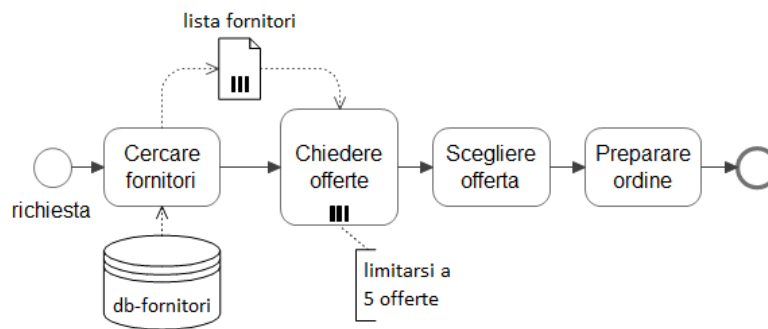 lista fornitori
Cercare
fornitori
Chiedere
offerte
Scegliere
offerta
Preparare
ordine
richiesta
db-fornitori
limitarsi a
5 offerte